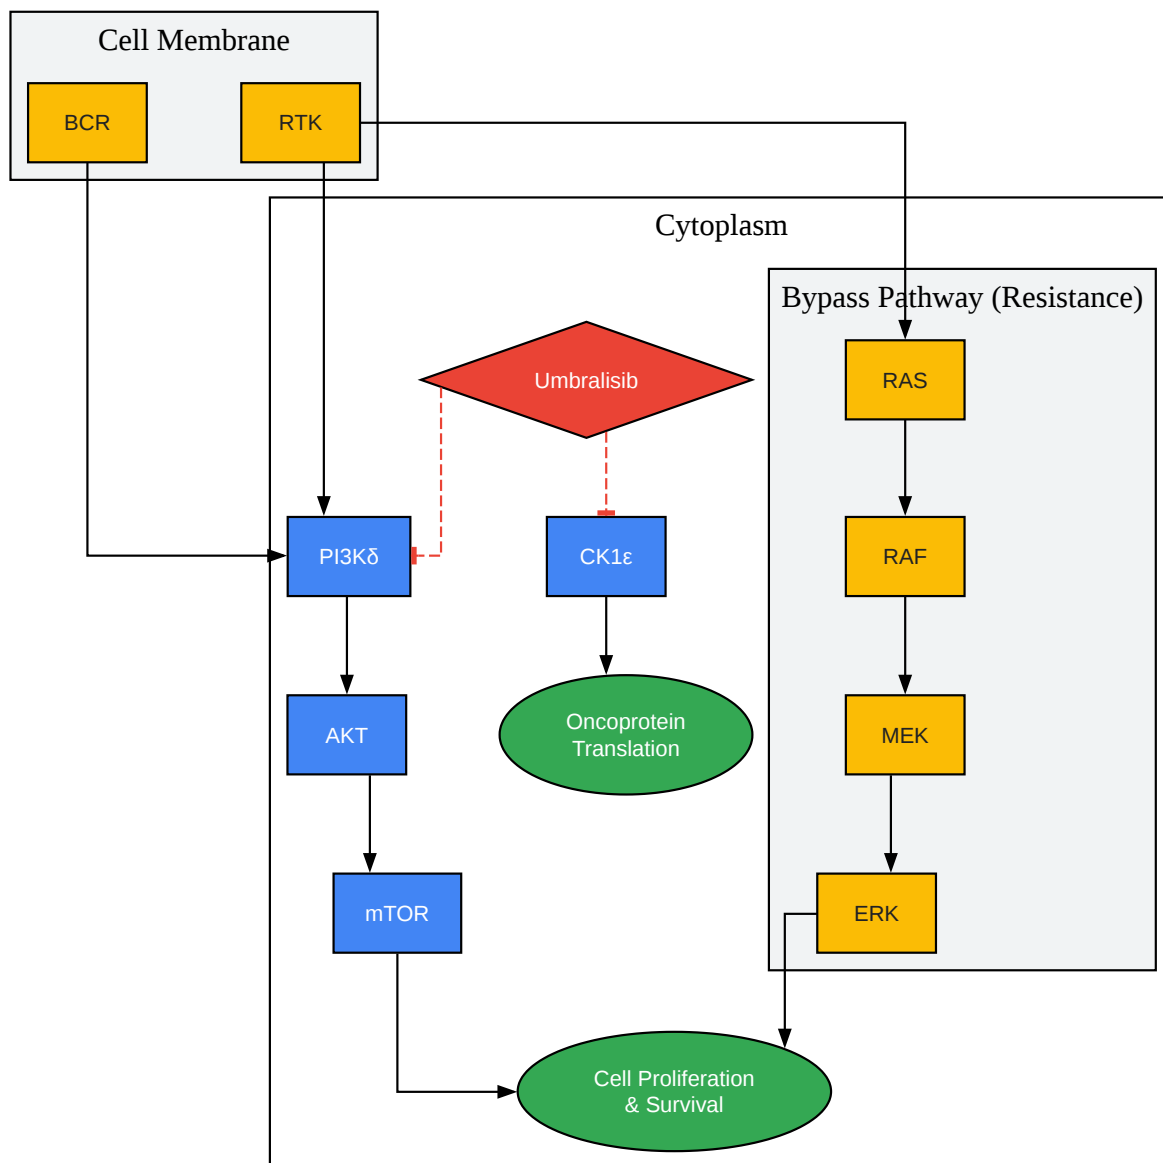 Cell Membrane
BCR
RTK
Cytoplasm
Bypass Pathway (Resistance)
Umbralisib
RAS
PI3Kδ
CK1ε
RAF
AKT
Oncoprotein
Translation
MEK
mTOR
ERK
Cell Proliferation
& Survival